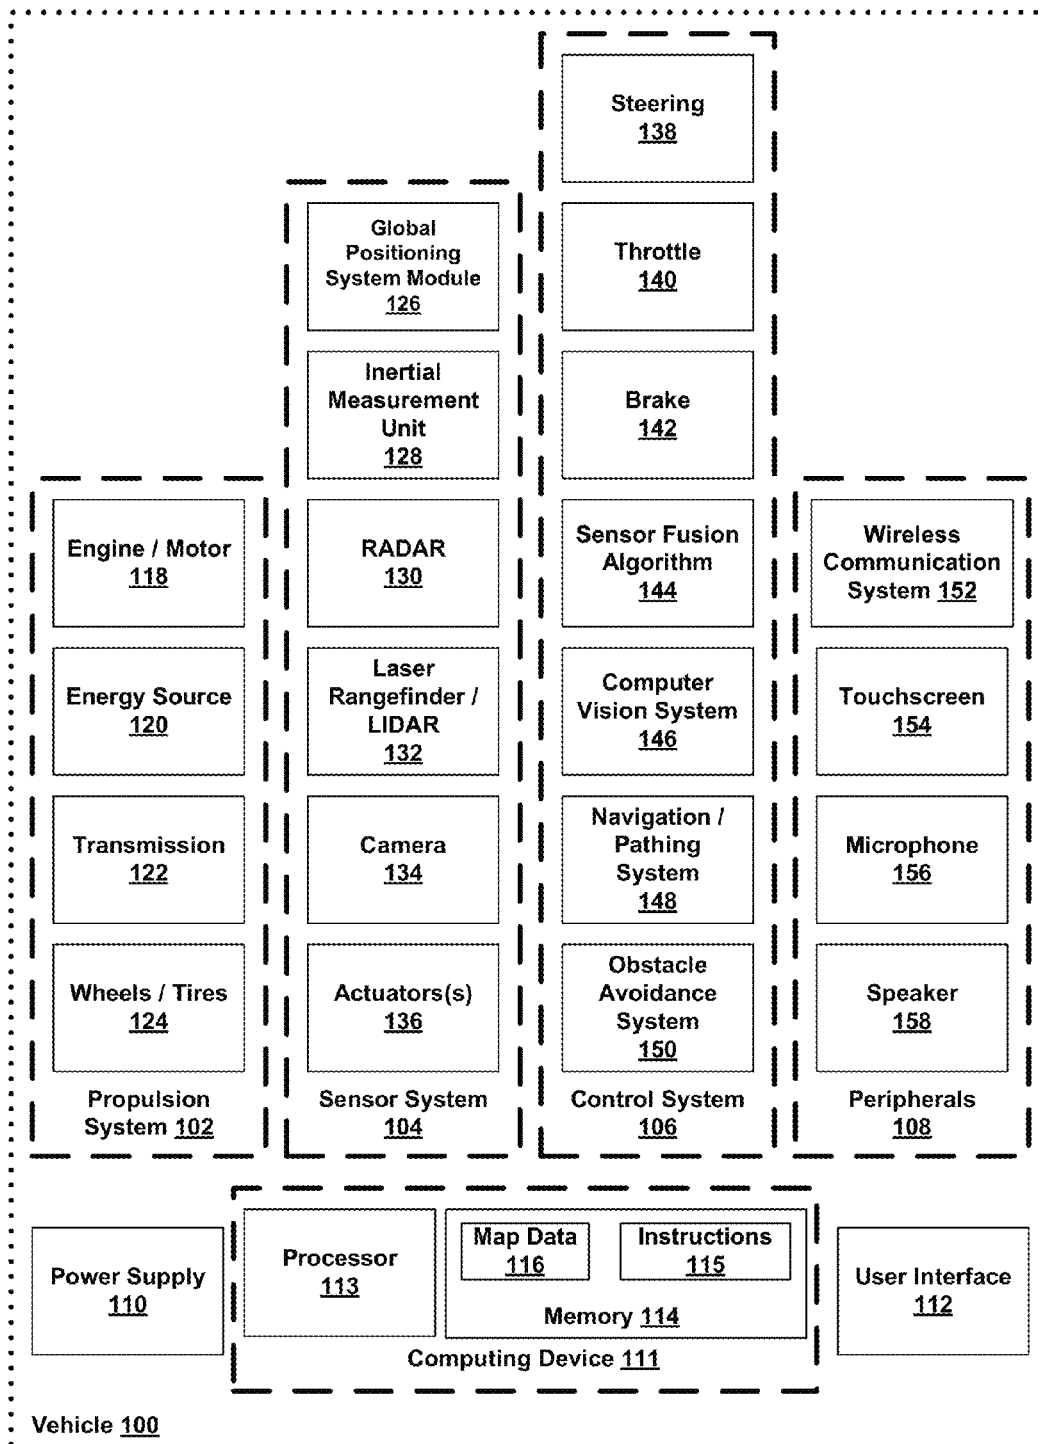 Steering
138
Throttle
140
Brake
142
Sensor Fusion
Algorithm
144
Computer
Vision System
146
Navigation /
Pathing
System
148
Obstacle
Avoidance
System
150
Control System
106
Global
Positioning
System Module
126
Inertial
Measurement
Unit
128
RADAR
130
Laser
Rangefinder /
LIDAR
132
Camera
134
Actuators(s)
136
Sensor System
104
Engine / Motor
118
Energy Source
120
Transmission
122
Wheels / Tires
124
Propulsion
System 102
Wireless
Communication
System 152
Touchscreen
154
Microphone
156
Speaker
158
Peripherals
108
Power Supply
110
Processor
113
Map Data
116
Instructions
115
Memory 114
Computing Device 111
User Interface
112
Vehicle 100